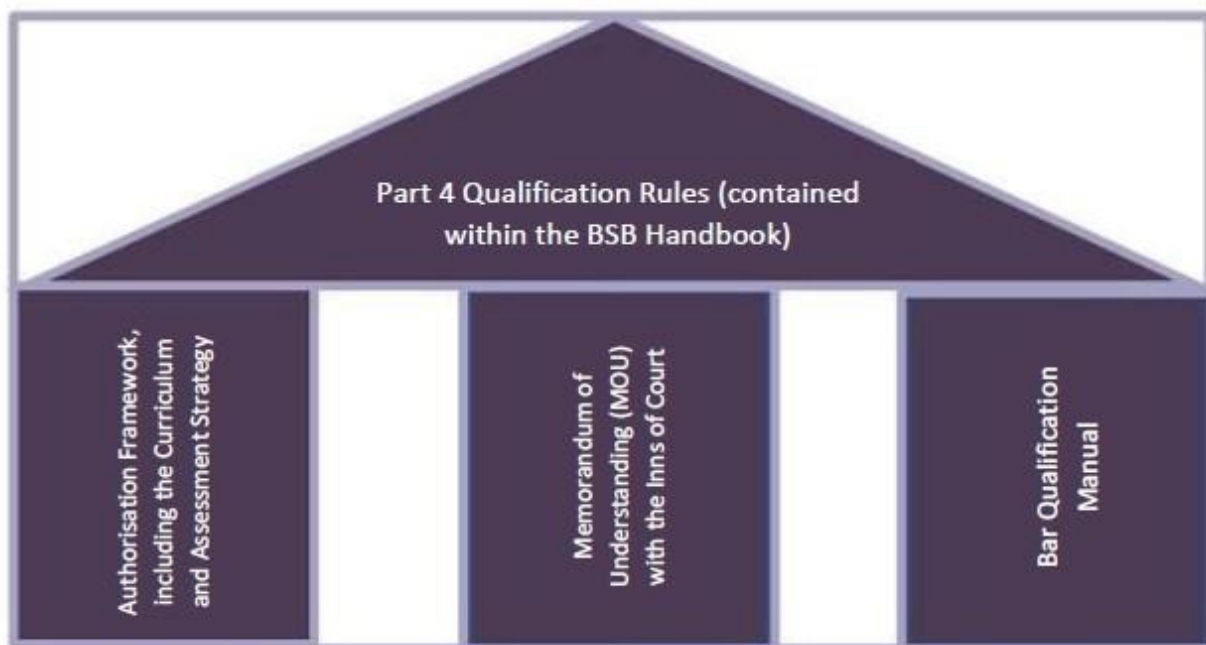 Part 4 Qualification Rules (contained
within the BSB Handbook)
Authorisation Framework,
including the Curriculum
and Assessment Strategy
Memorandum of
Understanding (MOU)
with the Inns of Court
Bar Qualification
Manual